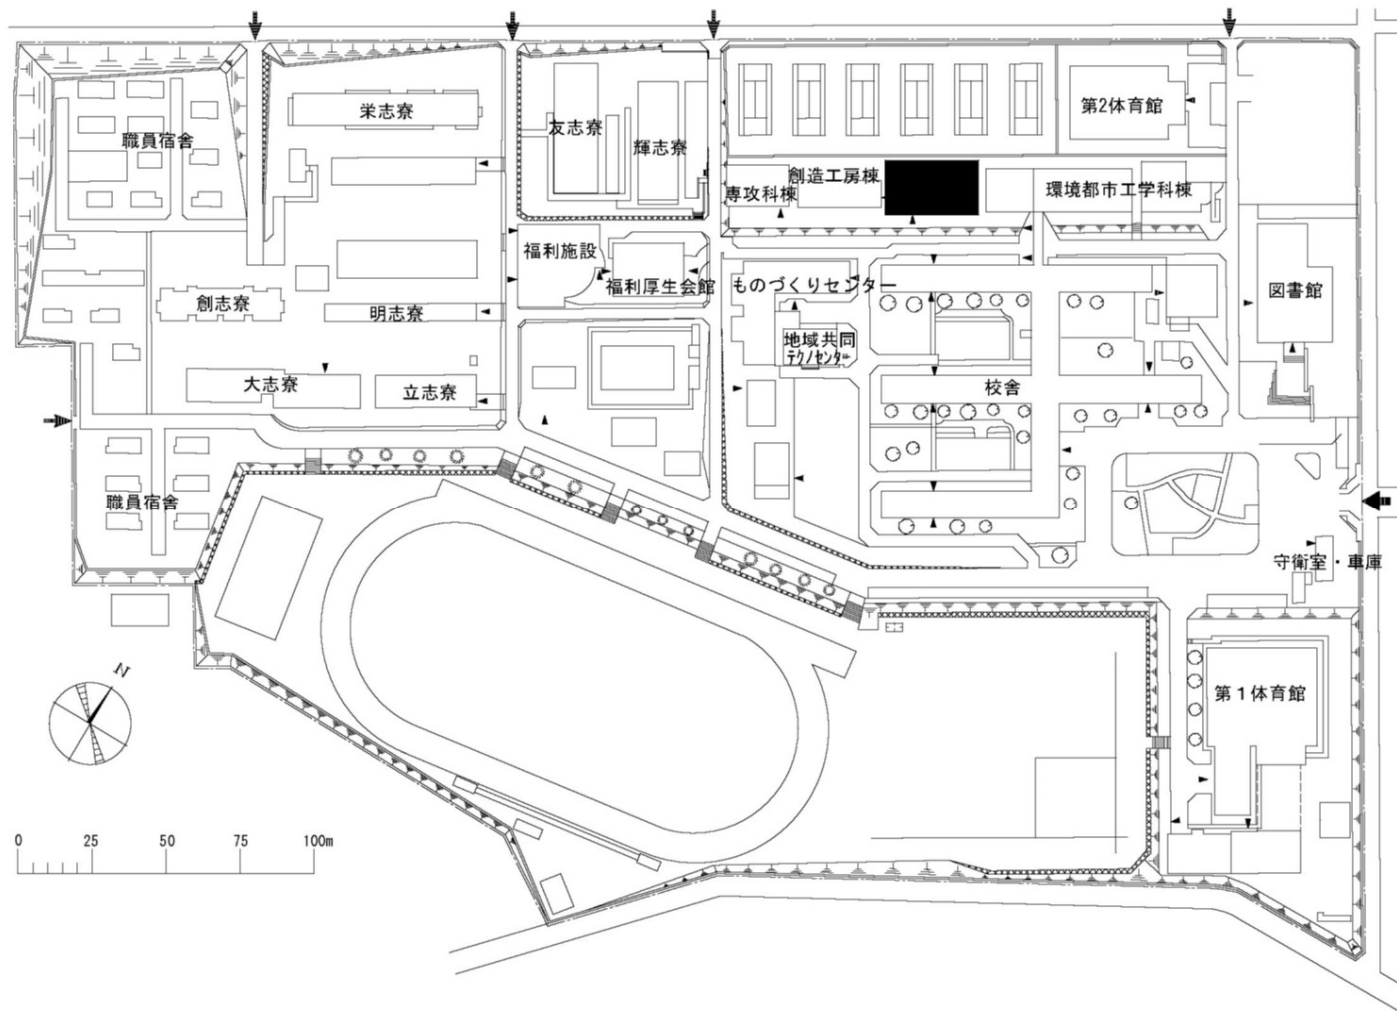 栄志寮
友志寮
輝志寮
第2体育館
職員宿舎
創造工房棟
専攻科棟
環境都市工学科棟
福利施設
福利厚生会館
ものづくりセンター
図書館
創志寮
明志寮
地域共同
テクノセンター
大志寮
立志寮
校舎
職員宿舎
守衛室・車庫
N
第1体育館
0 25 50 75 100m